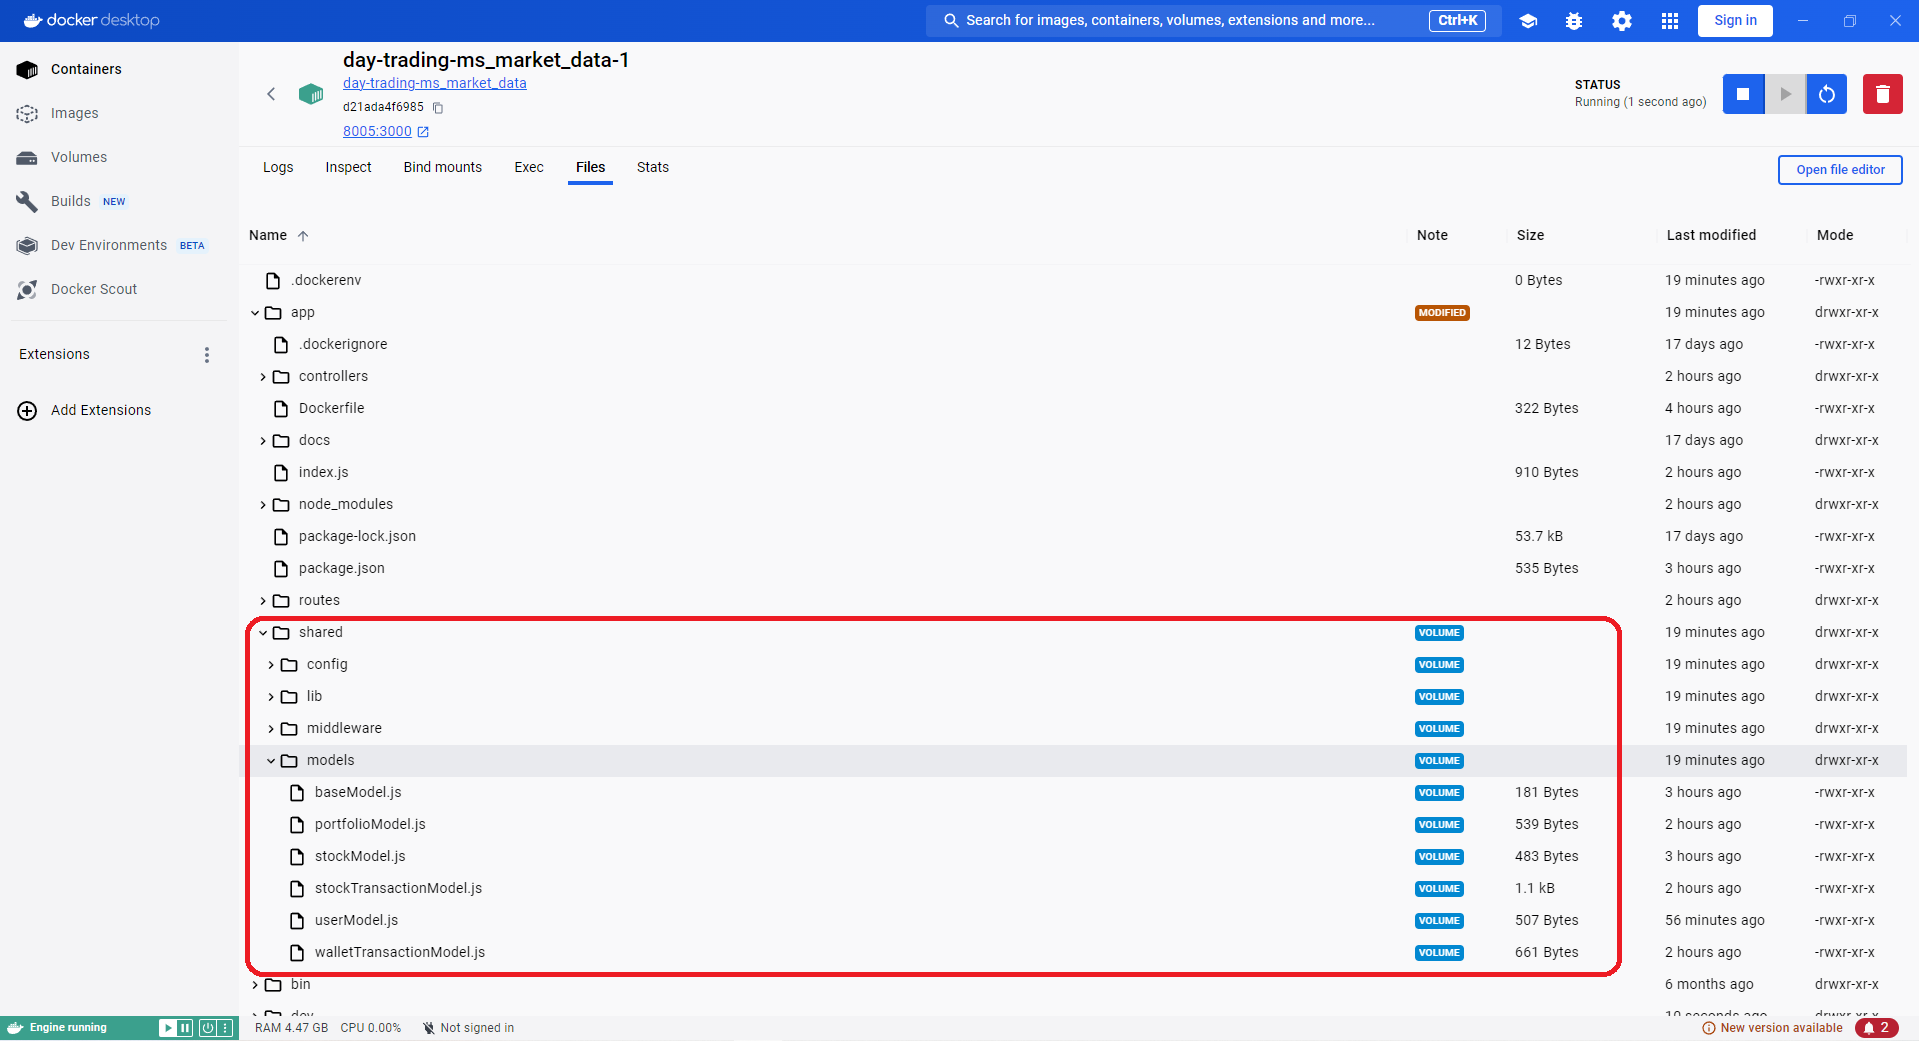 docker desktop
Search for images, containers, volumes, extensions and more...
Ctrl+K
Sign in
Containers
Images
Volumes
Builds NEW
Dev Environments BETA
Docker Scout
Extensions
Add Extensions
day-trading-ms_market_data-1
day-trading-ms_market_data
d21ada4f6985
8005:3000
STATUS
Running (1 second ago)
Logs Inspect Bind mounts Exec Files Stats
Open file editor
Name Note Size Last modified Mode
.dockerenv 0 Bytes 19 minutes ago -rwxr-xr-x
app MODIFIED 19 minutes ago drwxr-xr-x
.dockerignore 12 Bytes 17 days ago -rwxr-xr-x
controllers 2 hours ago drwxr-xr-x
Dockerfile 322 Bytes 4 hours ago -rwxr-xr-x
docs 17 days ago drwxr-xr-x
index.js 910 Bytes 2 hours ago -rwxr-xr-x
node_modules 2 hours ago drwxr-xr-x
package-lock.json 53.7 kB 17 days ago -rwxr-xr-x
package.json 535 Bytes 3 hours ago -rwxr-xr-x
routes 2 hours ago drwxr-xr-x
shared VOLUME 19 minutes ago drwxr-xr-x
config VOLUME 19 minutes ago drwxr-xr-x
lib VOLUME 19 minutes ago drwxr-xr-x
middleware VOLUME 19 minutes ago drwxr-xr-x
models VOLUME 19 minutes ago drwxr-xr-x
baseModel.js VOLUME 181 Bytes 3 hours ago -rwxr-xr-x
portfolioModel.js VOLUME 539 Bytes 2 hours ago -rwxr-xr-x
stockModel.js VOLUME 483 Bytes 3 hours ago -rwxr-xr-x
stockTransactionModel.js VOLUME 1.1 kB 2 hours ago -rwxr-xr-x
userModel.js VOLUME 507 Bytes 56 minutes ago -rwxr-xr-x
walletTransactionModel.js VOLUME 661 Bytes 2 hours ago -rwxr-xr-x
bin 6 months ago drwxr-xr-x
dev 10 seconds ago drwxr-xr-x
Engine running
RAM 4.47 GB CPU 0.00% Not signed in
New version available
2